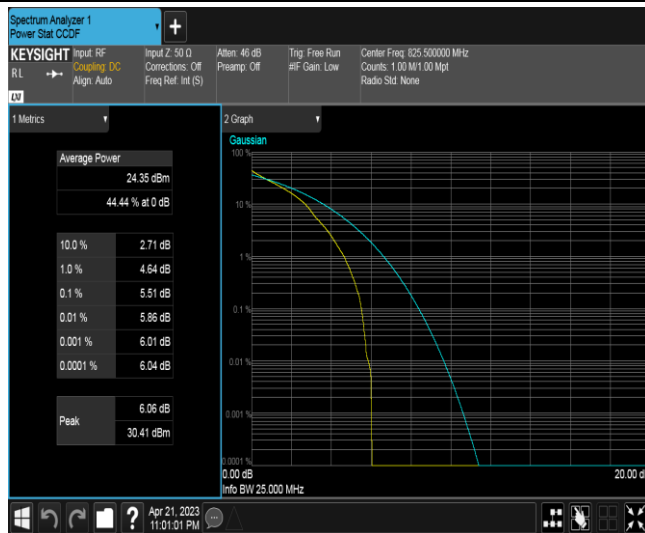 Spectrum Analyzer 1
Power Stat CCDF
+
KEYSIGHT
RL
Input: RF
Coupling: DC
Align: Auto
Input Z: 50 Ω
Corrections: Off
Freq Ref: Int (S)
Atten: 46 dB
Preamp: Off
Trig: Free Run
#IF Gain: Low
Center Freq: 825.500000 MHz
Counts: 1.00 M/1.00 Mpt
Radio Std: None
1 Metrics
Average Power
24.35 dBm
44.44 % at 0 dB
10.0 % 2.71 dB
1.0 % 4.64 dB
0.1 % 5.51 dB
0.01 % 5.86 dB
0.001 % 6.01 dB
0.0001 % 6.04 dB
Peak
6.06 dB
30.41 dBm
2 Graph
Gaussian
100 %
10 %
1 %
0.1 %
0.01 %
0.001 %
0.0001 %
0.00 dB
20.00 d
Info BW 25.000 MHz
?
Apr 21, 2023
11:01:01 PM